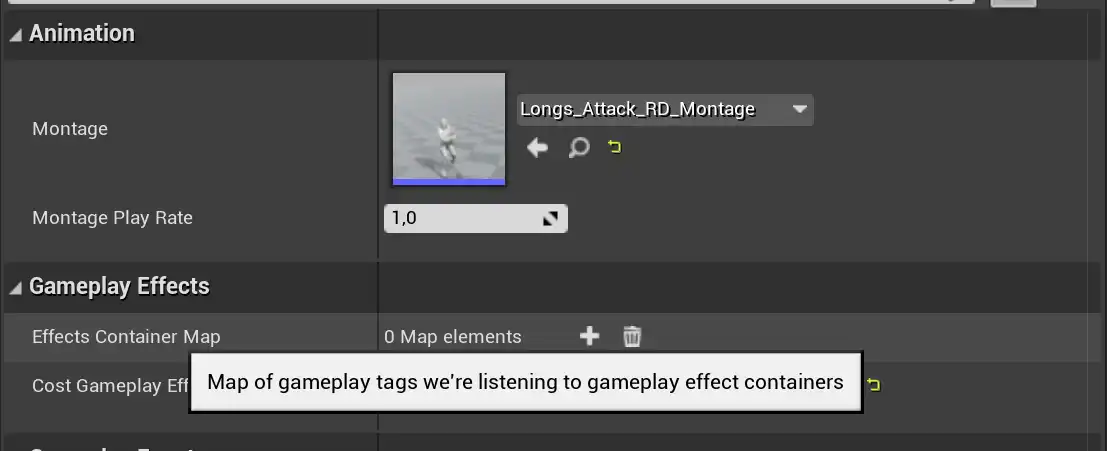 Animation
Montage
Longs_Attack_RD_Montage
Montage Play Rate
1,0
Gameplay Effects
Effects Container Map
0 Map elements
Cost Gameplay Eff
Map of gameplay tags we're listening to gameplay effect containers